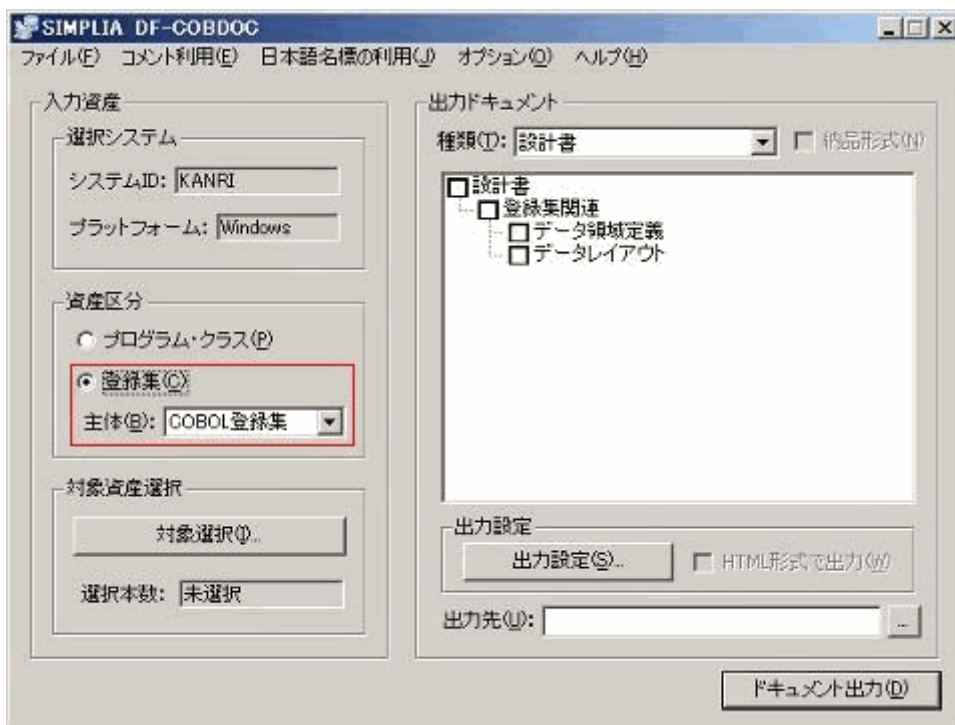 SIMPLIA DF-COBDOC
ファイル(F) コメント利用(E) 日本語名標の利用(J) オプション(O) ヘルプ(H)
入力資産
選択システム
システムID: KANRI
プラットフォーム: Windows
資産区分
プログラム・クラス(P)
登録集(C)
主体(B): COBOL登録集
対象資産選択
対象選択(I)...
選択本数: 未選択
出力ドキュメント
種類(T): 設計書
納品形式(N)
設計書
登録集関連
データ領域定義
データレイアウト
出力設定
出力設定(S)...
HTML形式で出力(W)
出力先(U):
...
ドキュメント出力(D)